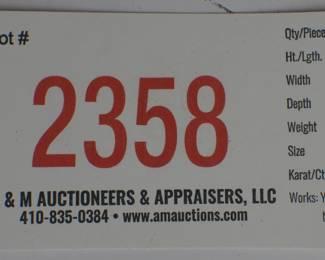 ot #
2358
& M AUCTIONEERS & APPRAISERS, LLC
410-835-0384 • www.amauctions.com
Qty/Piece
Ht./Lgth.
Width
Depth
Weight
Size
Karat/Ct
Works: Y